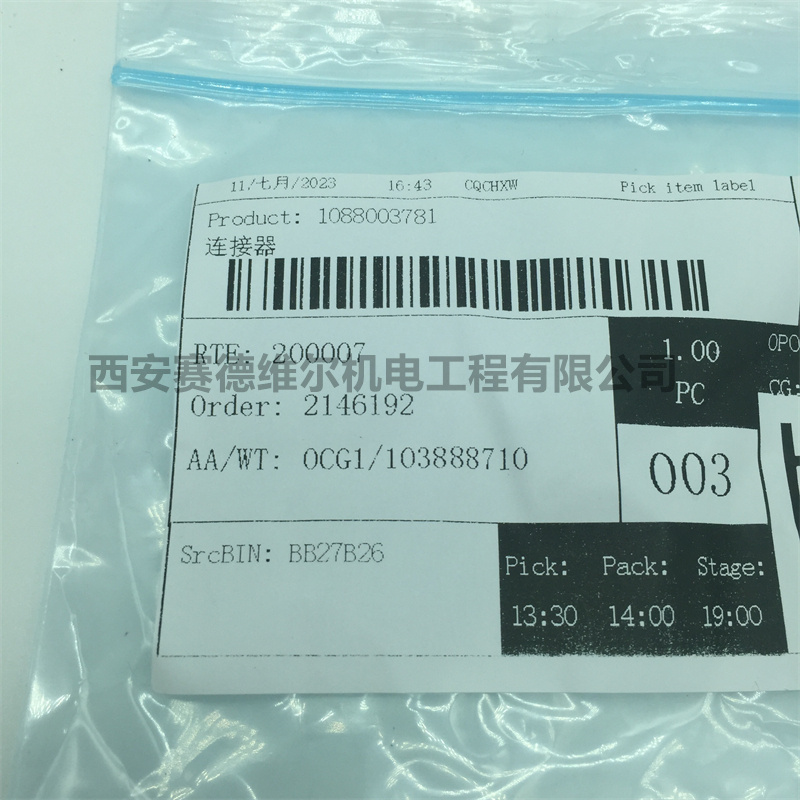 11/七月/2023 16:43 CQCHXW Pick item label
Product: 1088003781
连接器
RTE: 200007
1.00
OPO
西安赛德维尔机电工程有限公司
PC
CG:
Order: 2146192
AA/WT: OCG1/103888710
003
SrcBIN: BB27B26
Pick: Pack: Stage:
13:30 14:00 19:00